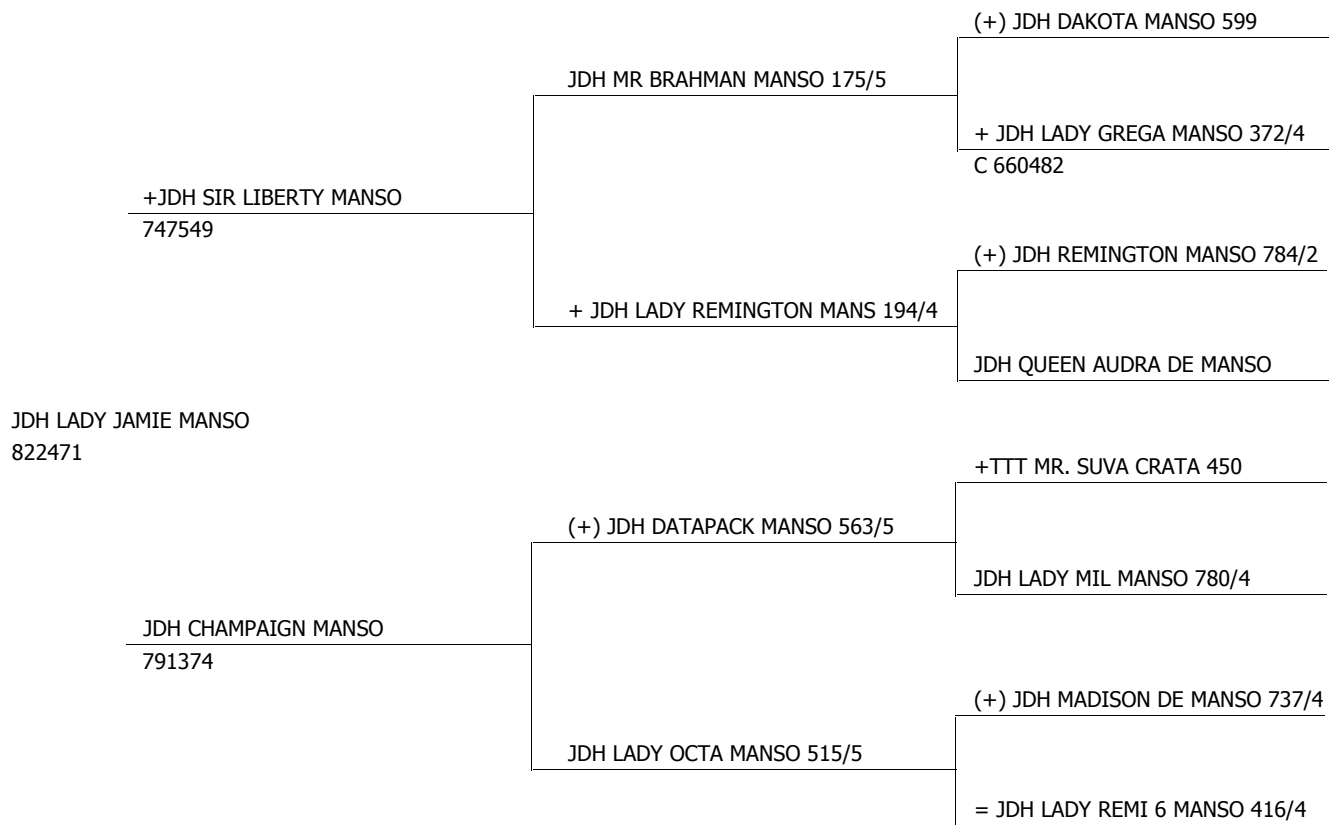 (+) JDH DAKOTA MANSO 599
JDH MR BRAHMAN MANSO 175/5
+ JDH LADY GREGA MANSO 372/4
C 660482
+JDH SIR LIBERTY MANSO
747549
(+) JDH REMINGTON MANSO 784/2
+ JDH LADY REMINGTON MANS 194/4
JDH QUEEN AUDRA DE MANSO
JDH LADY JAMIE MANSO
822471
+TTT MR. SUVA CRATA 450
(+) JDH DATAPACK MANSO 563/5
JDH LADY MIL MANSO 780/4
JDH CHAMPAIGN MANSO
791374
(+) JDH MADISON DE MANSO 737/4
JDH LADY OCTA MANSO 515/5
= JDH LADY REMI 6 MANSO 416/4